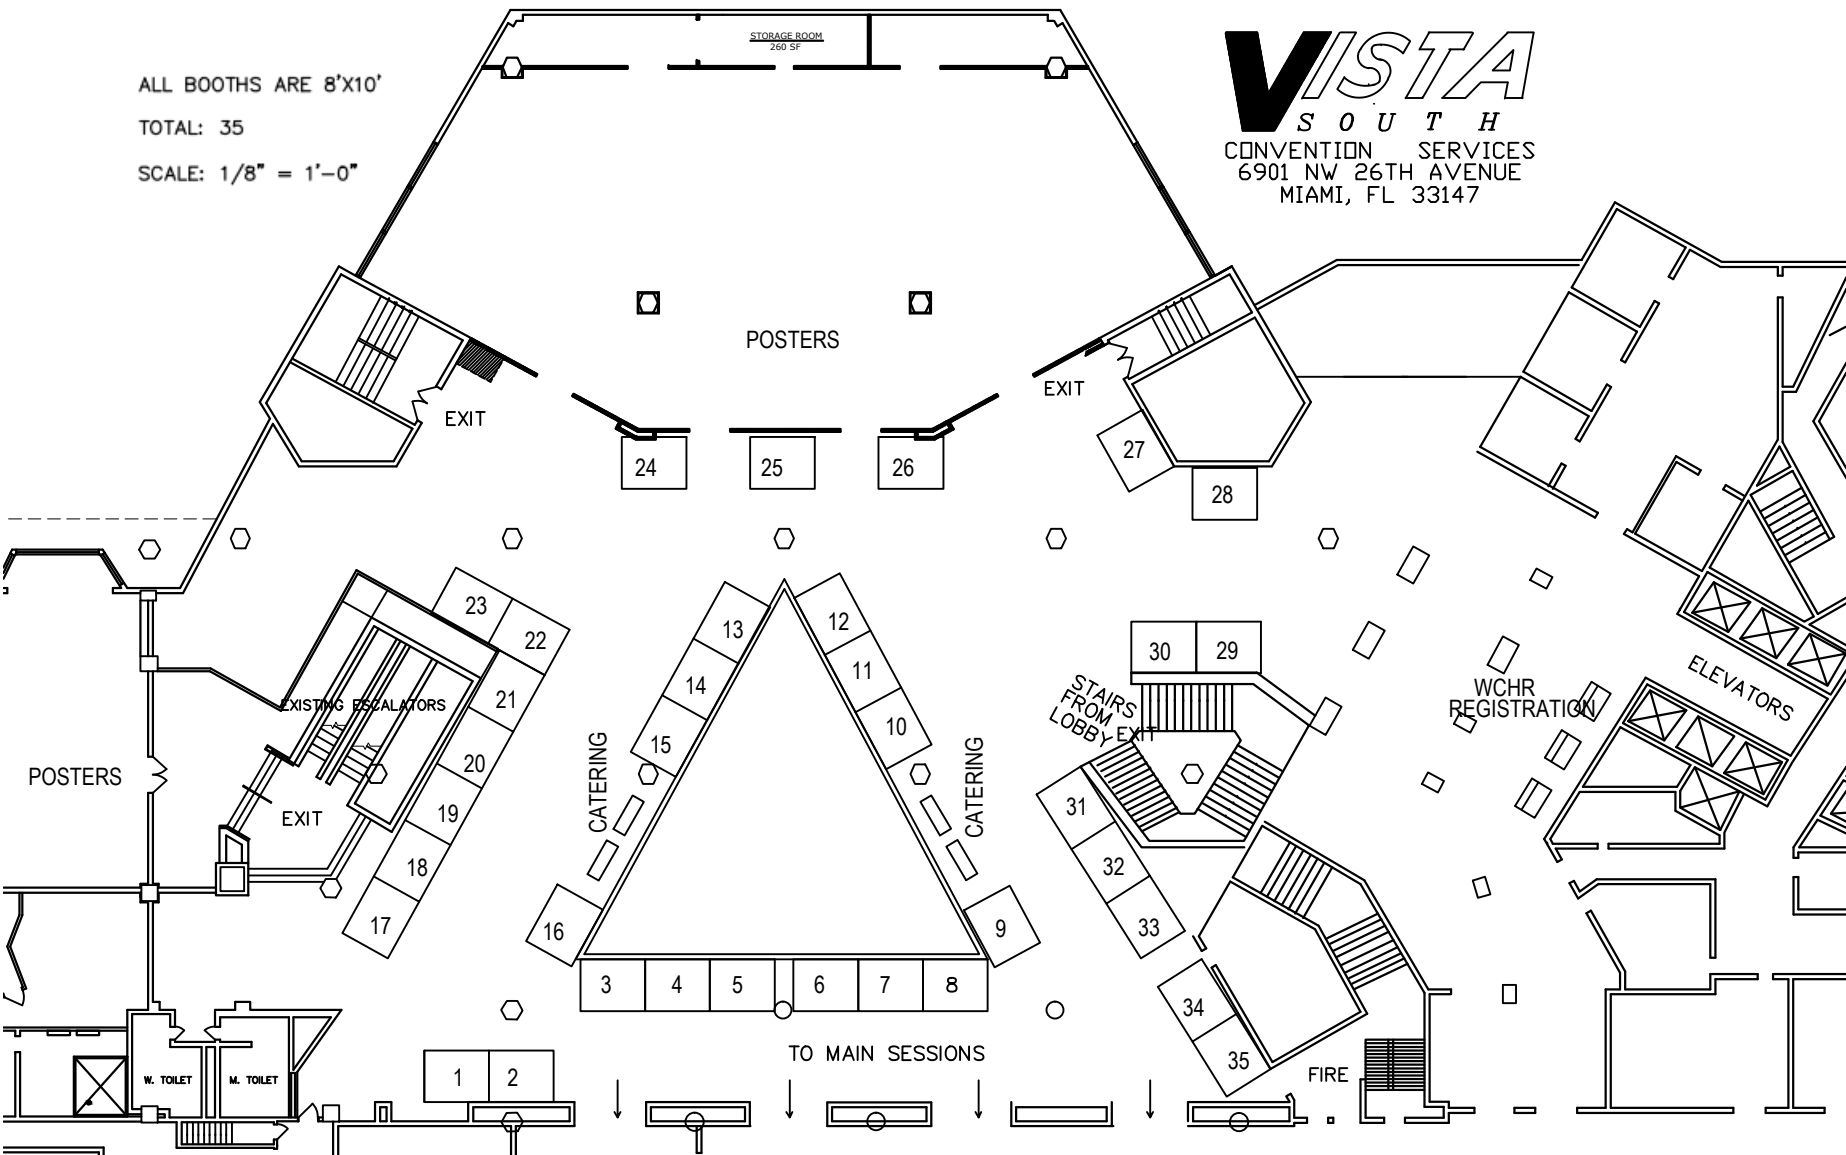 STORAGE ROOM
260 SF
ALL BOOTHS ARE 8'X10'
TOTAL: 35
SCALE: 1/8" = 1'-0"
VISTA
SOUTH
CONVENTION SERVICES
6901 NW 26TH AVENUE
MIAMI, FL 33147
POSTERS
EXIT
EXIT
24
25
26
27
28
23
22
21
20
19
18
17
EXISTING ESCALATORS
EXIT
POSTERS
13
14
15
16
CATERING
12
11
10
9
CATERING
3
4
5
6
7
8
30
29
STAIRS
FROM
LOBBY
EXIT
31
32
33
34
35
WCHR
REGISTRATION
ELEVATORS
TO MAIN SESSIONS
1
2
W. TOILET
M. TOILET
FIRE